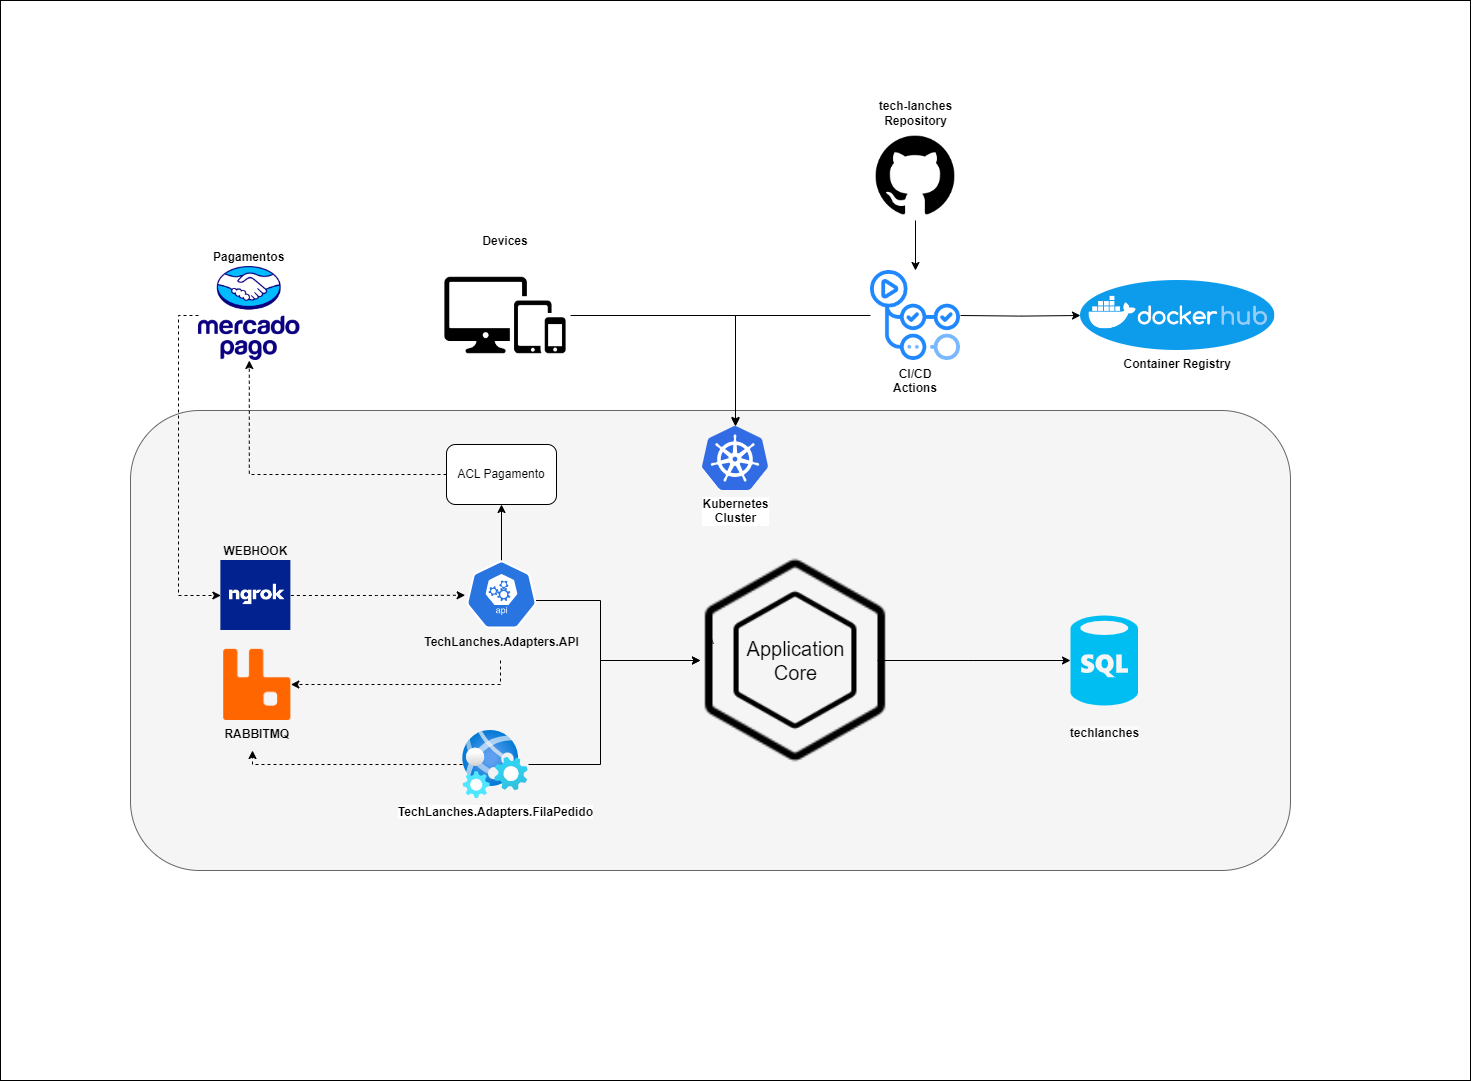 tech-lanches
Repository
Devices
Pagamentos
mercado
pago
docker hub
CI/CD
Actions
Container Registry
ACL Pagamento
Kubernetes
Cluster
WEBHOOK
ngrok
api
TechLanches.Adapters.API
Application
Core
SQL
RABBITMQ
techlanches
TechLanches.Adapters.FilaPedido